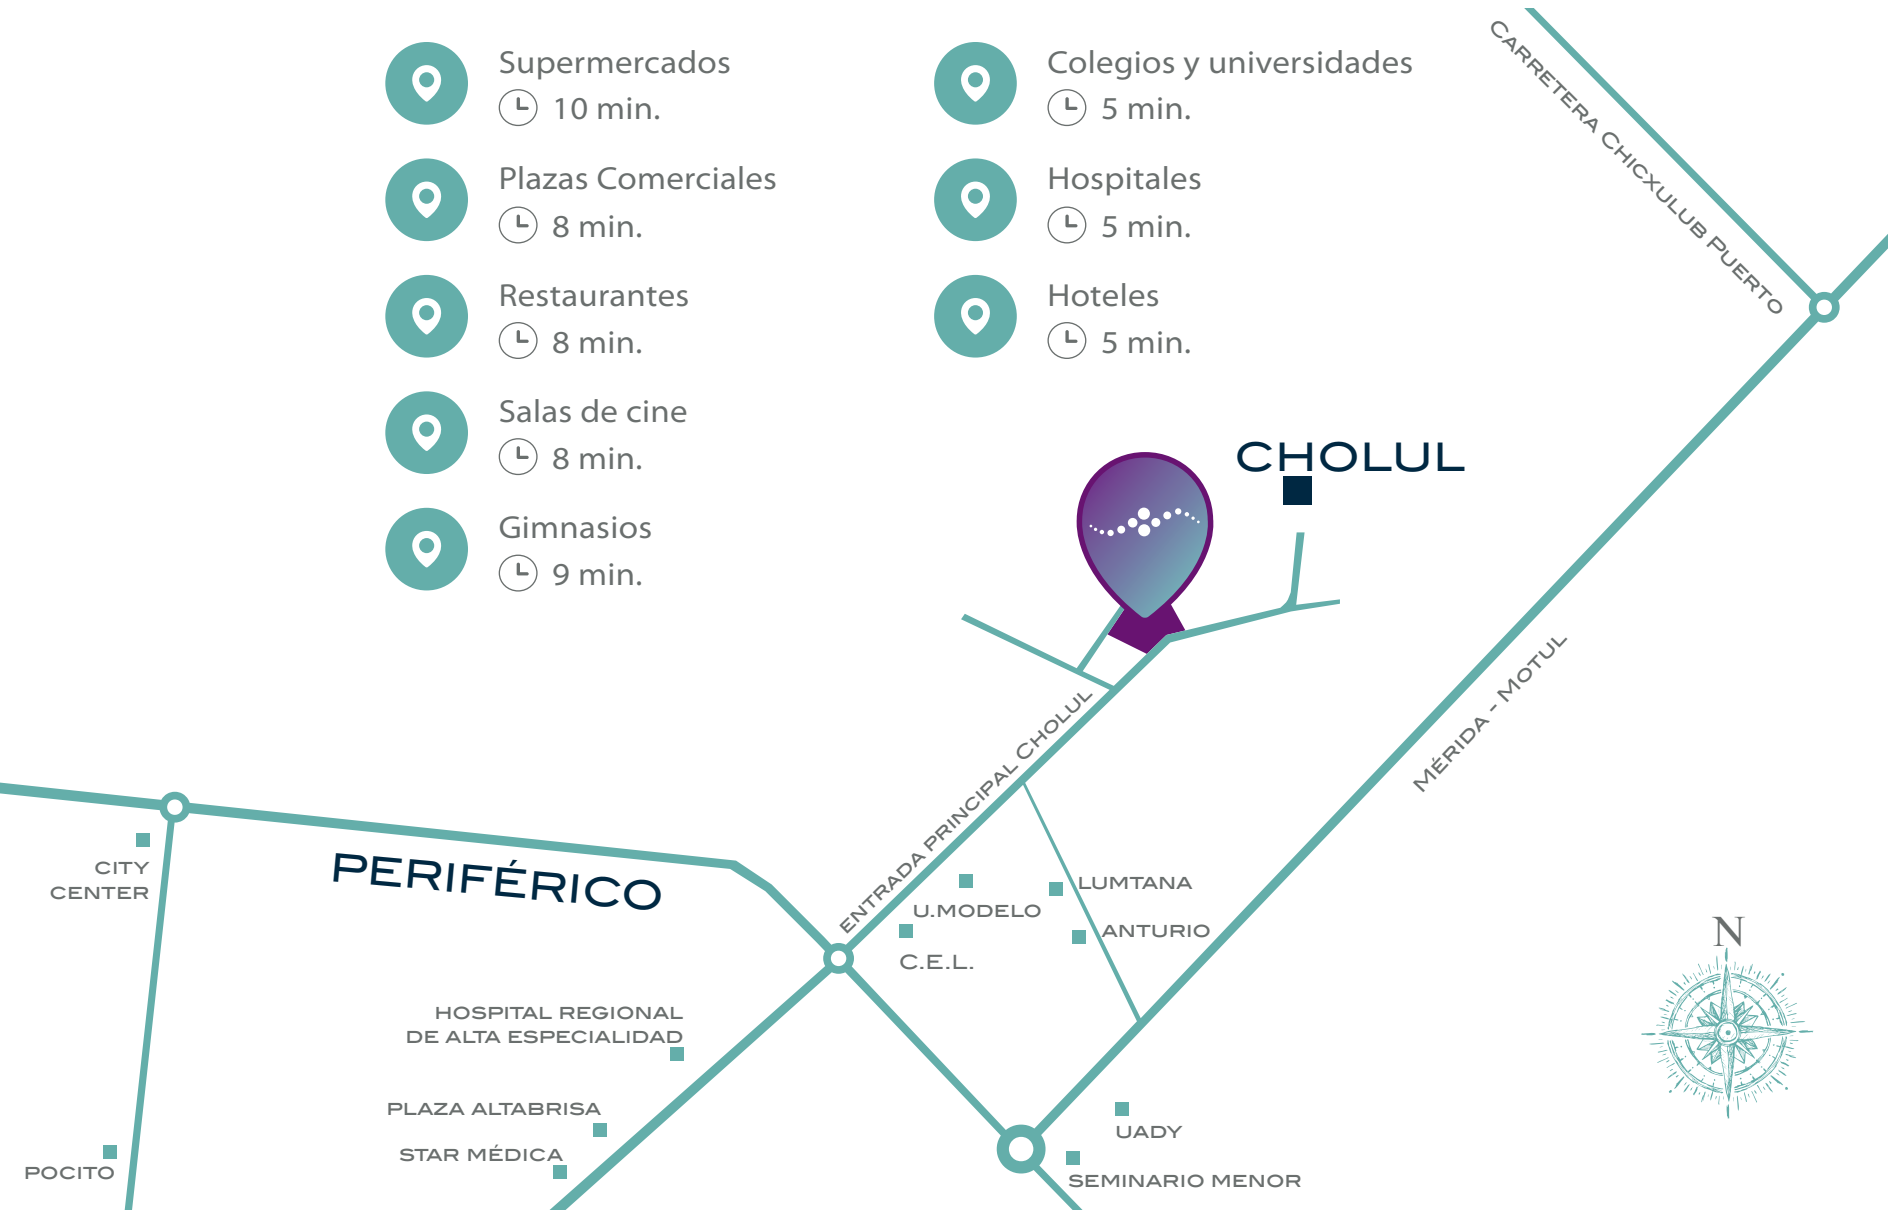 Supermercados
10 min.
Plazas Comerciales
8 min.
Restaurantes
8 min.
Salas de cine
8 min.
Gimnasios
9 min.
Colegios y universidades
5 min.
Hospitales
5 min.
Hoteles
5 min.
CARRETERA CHICXULUB PUERTO
CHOLUL
MÉRIDA - MOTUL
ENTRADA PRINCIPAL CHOLUL
CITY
CENTER
PERIFÉRICO
U.MODELO
LUMTANA
C.E.L.
ANTURIO
N
HOSPITAL REGIONAL
DE ALTA ESPECIALIDAD
PLAZA ALTABRISA
STAR MÉDICA
POCITO
UADY
SEMINARIO MENOR